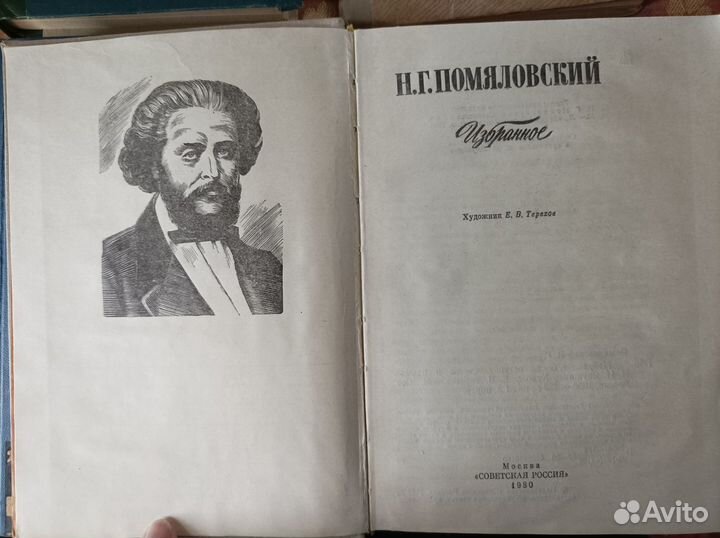 Н.Г.ПОМЯЛОВСКИЙ
Избранное
Художник Е. В. Терехов
Москва
«СОВЕТСКАЯ РОССИЯ»
1980
Avito